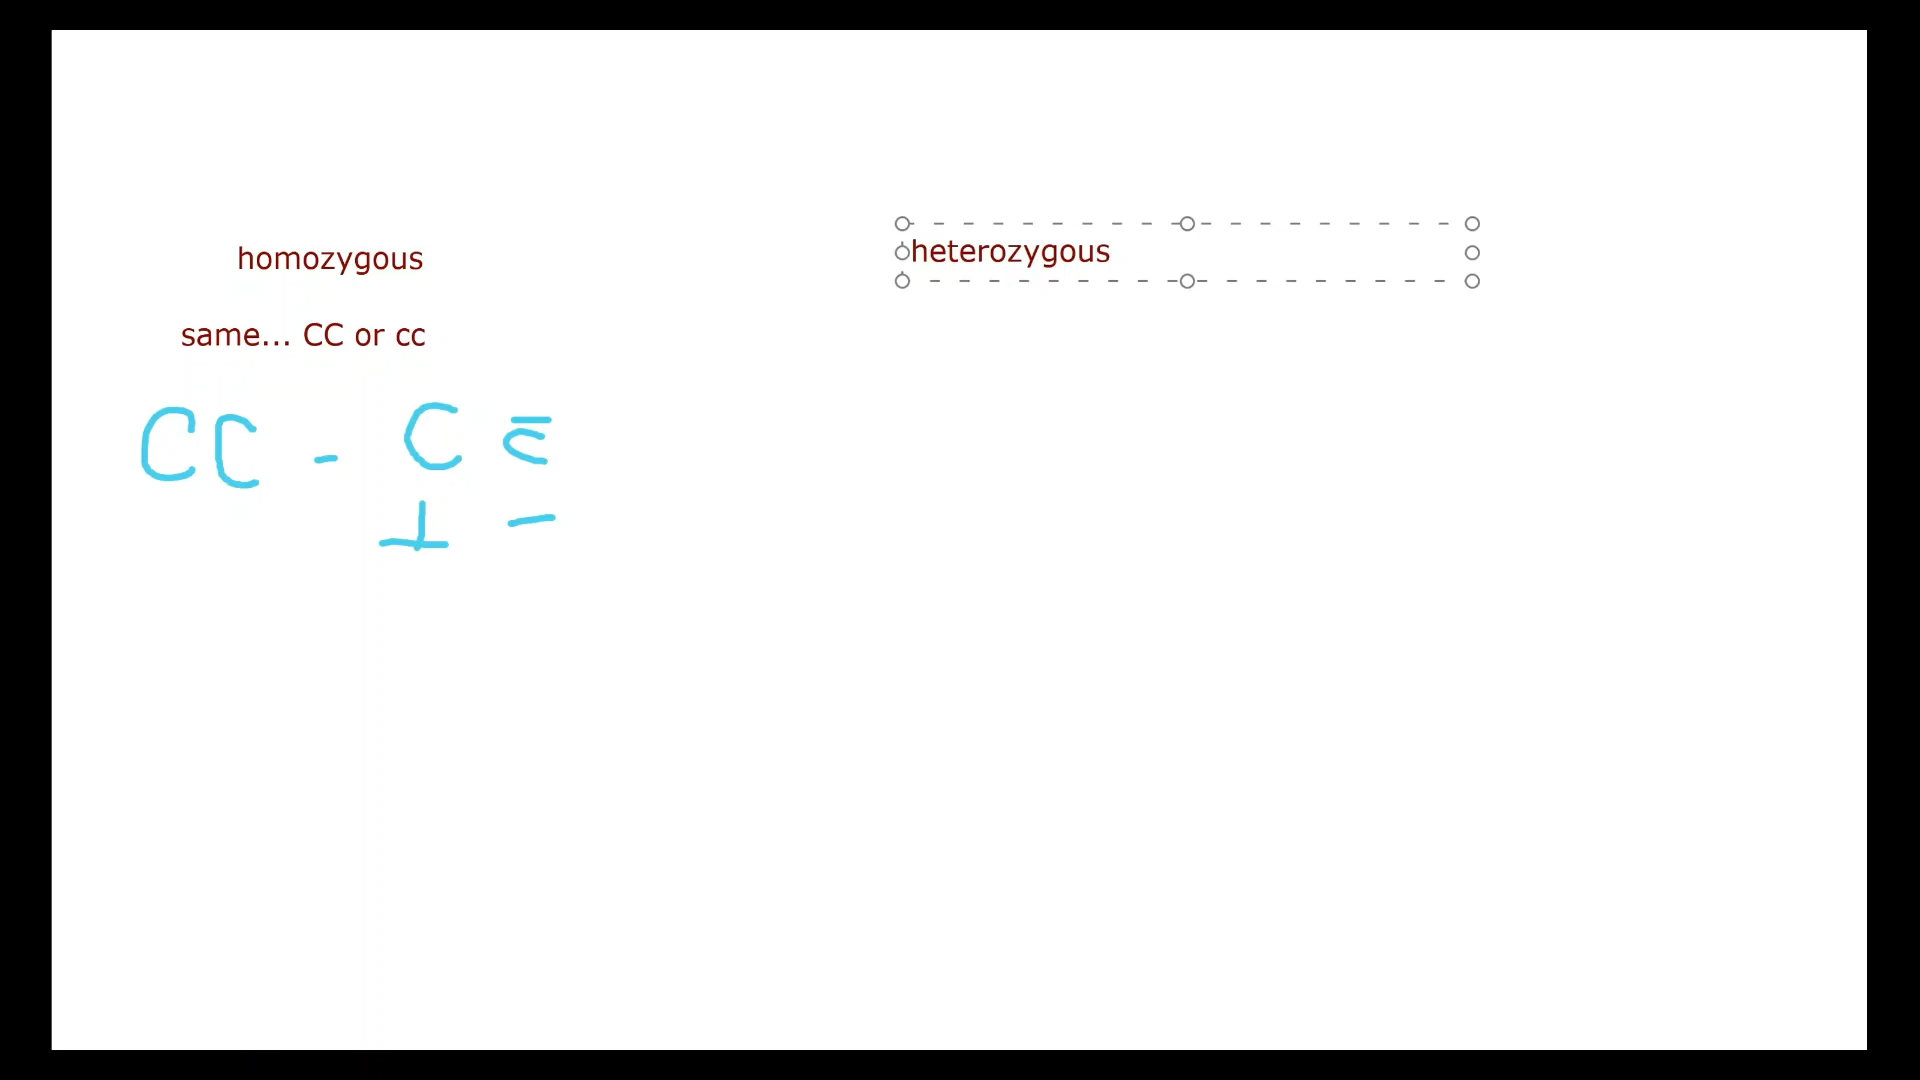 homozygous
heterozygous
same... CC or cc
CC - C c